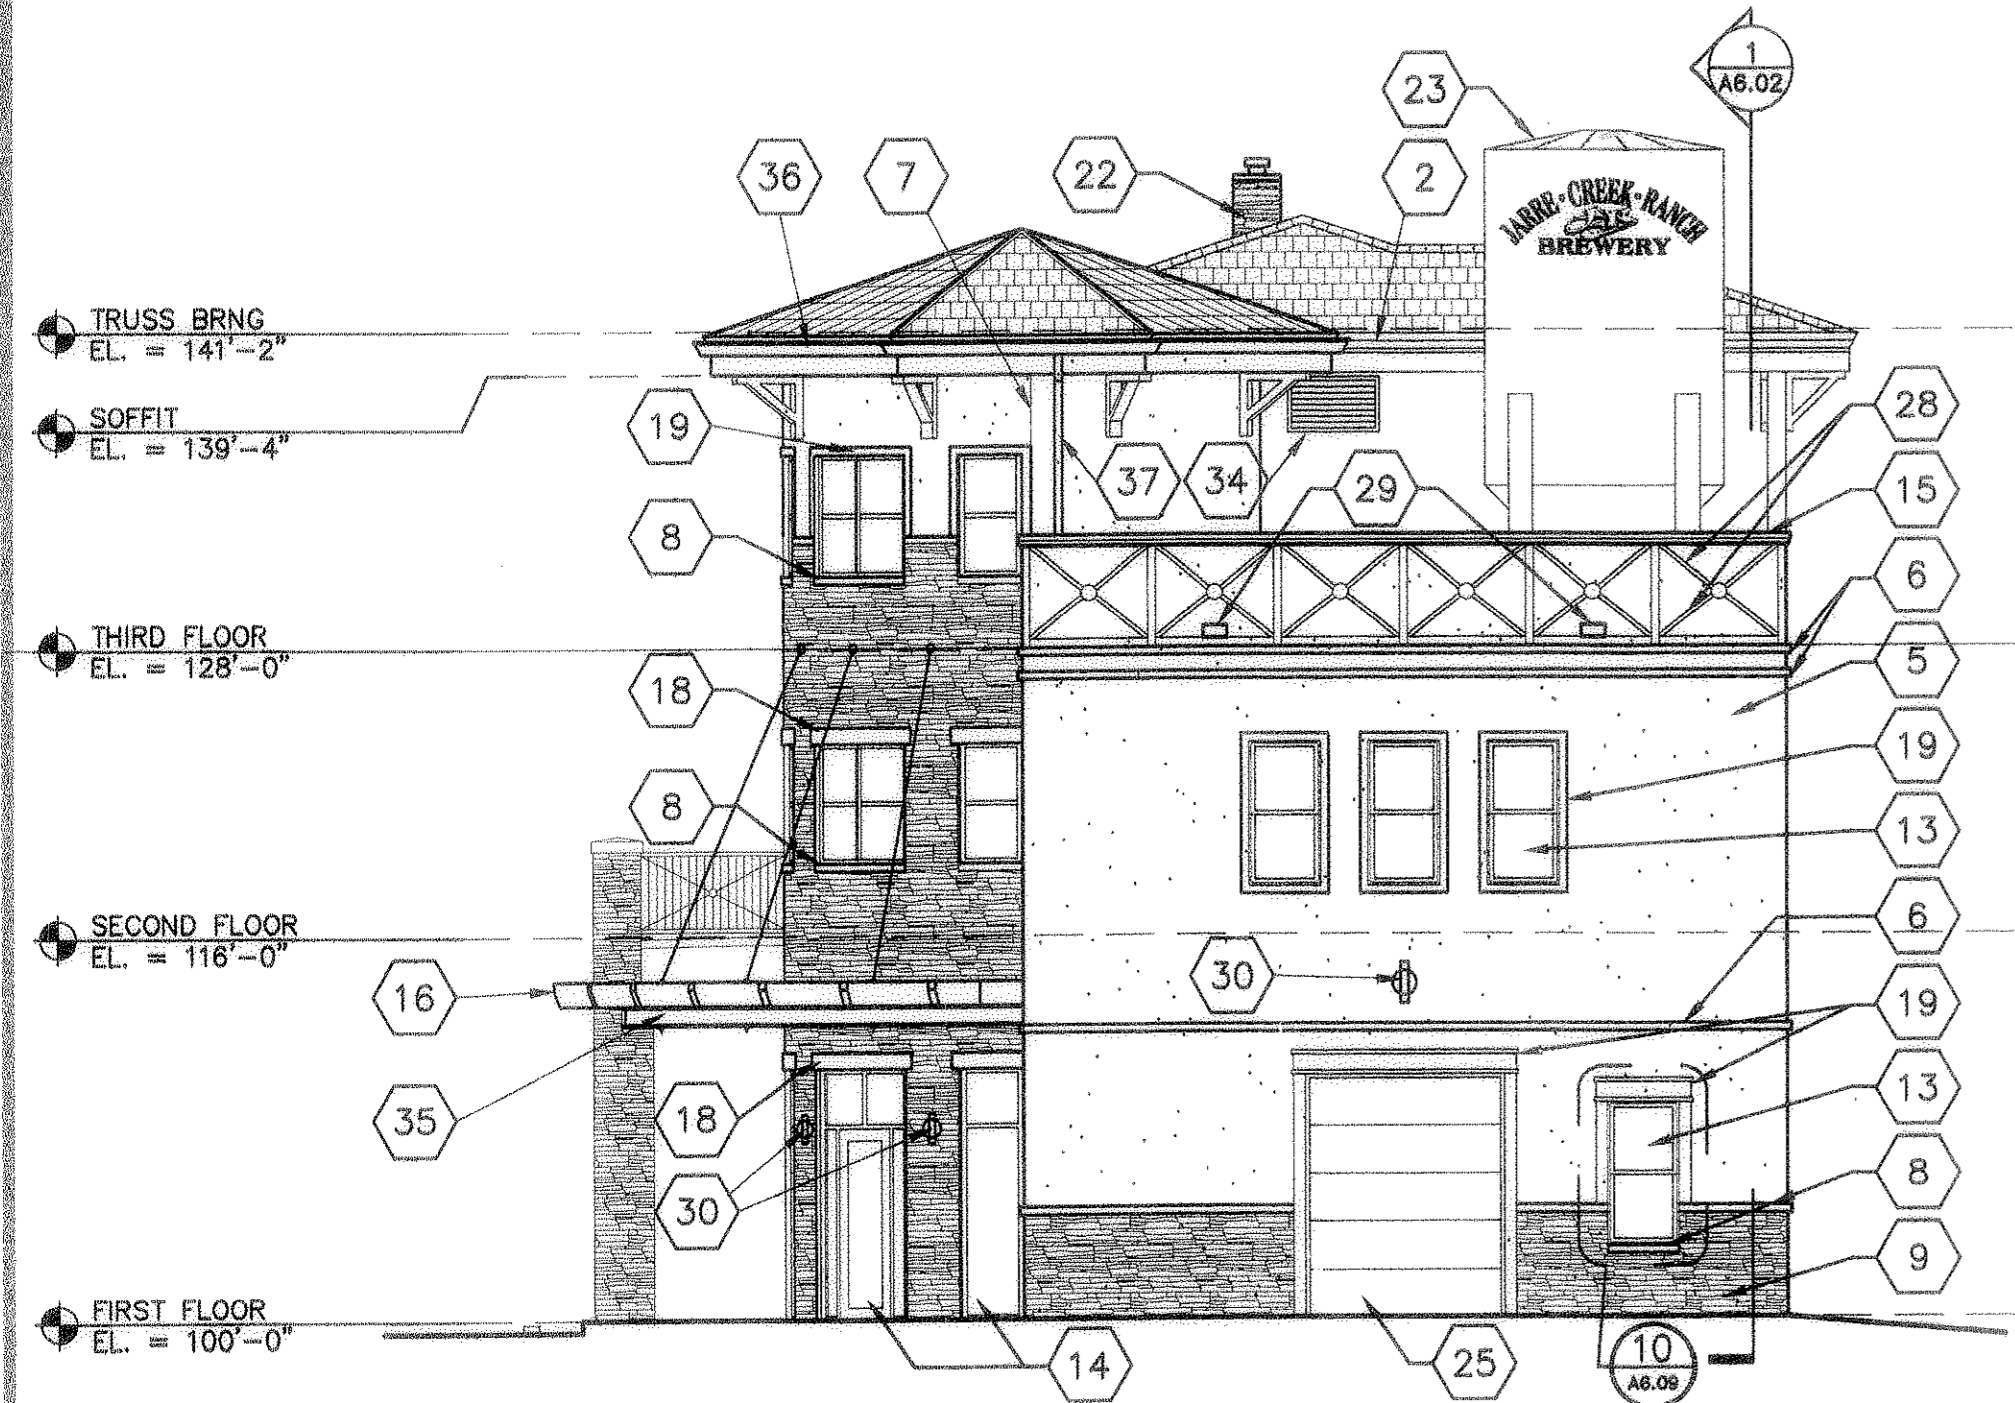 1
A6.02
23
36
7
22
2
JARRE·CREEK·RANCH
BREWERY
TRUSS BRNG
EL. = 141'-2"
SOFFIT
EL. = 139'-4"
19
28
37
34
29
15
8
6
THIRD FLOOR
EL. = 128'-0"
5
18
19
8
13
SECOND FLOOR
EL. = 116'-0"
6
30
16
19
35
18
13
30
8
9
FIRST FLOOR
EL. = 100'-0"
14
25
10
A6.09